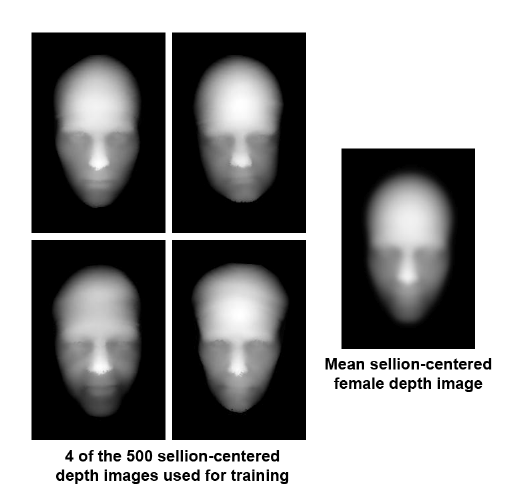 Mean sellion-centered
female depth image
4 of the 500 sellion-centered
depth images used for training